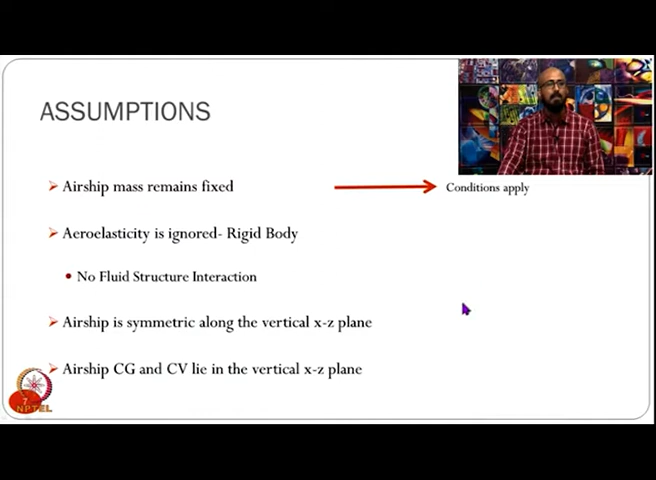 ASSUMPTIONS
Airship mass remains fixed
Conditions apply
Aeroelasticity is ignored- Rigid Body
No Fluid Structure Interaction
Airship is symmetric along the vertical x-z plane
Airship CG and CV lie in the vertical x-z plane
7
NPTEL